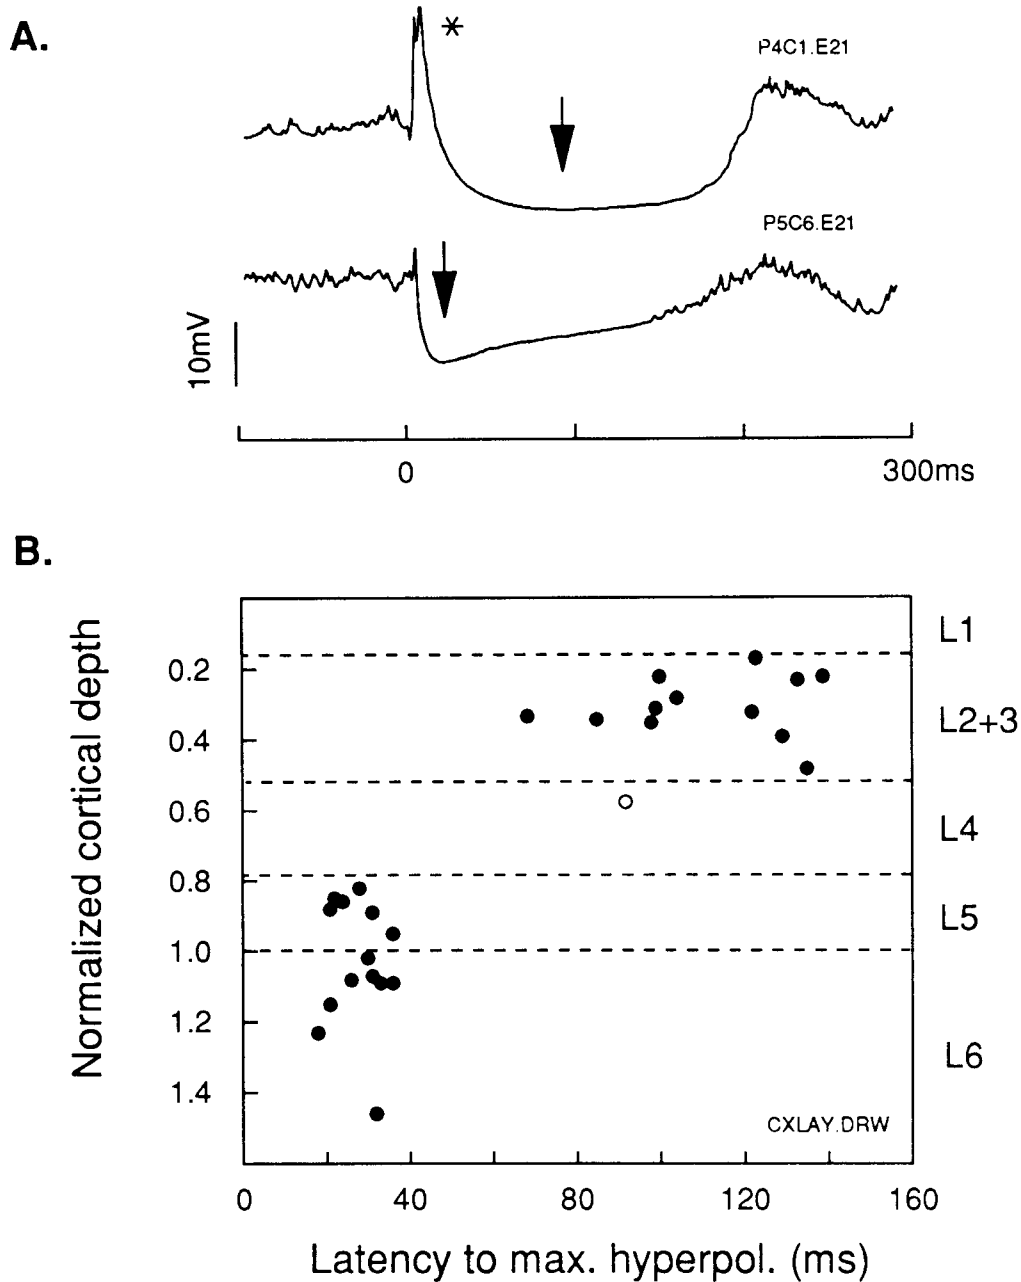 A.
*
P4C1.E21
P5C6.E21
10mV
0
300ms
B.
Normalized cortical depth
0.2
0.4
0.6
0.8
1.0
1.2
1.4
L1
L2+3
L4
L5
L6
CXLAY.DRW
0
40
80
120
160
Latency to max. hyperpol. (ms)